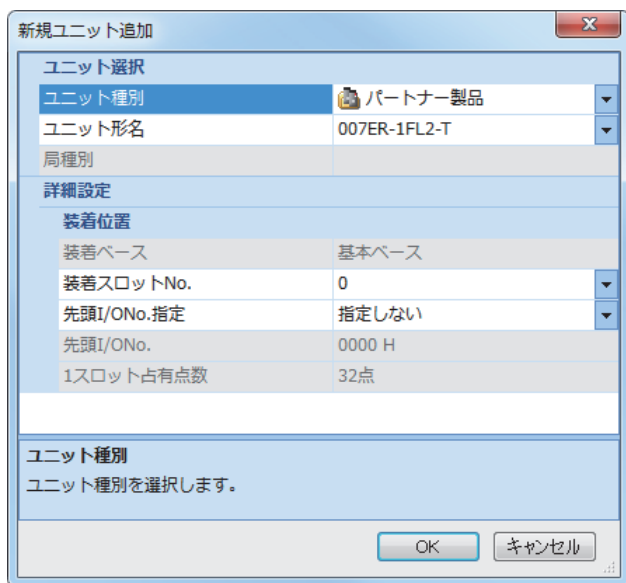 新規ユニット追加
ユニット選択
ユニット種別 パートナー製品
ユニット形名 007ER-1FL2-T
局種別
詳細設定
装着位置
装着ベース 基本ベース
装着スロットNo. 0
先頭I/ONo.指定 指定しない
先頭I/ONo. 0000 H
1スロット占有点数 32点
ユニット種別
ユニット種別を選択します。
OK キャンセル